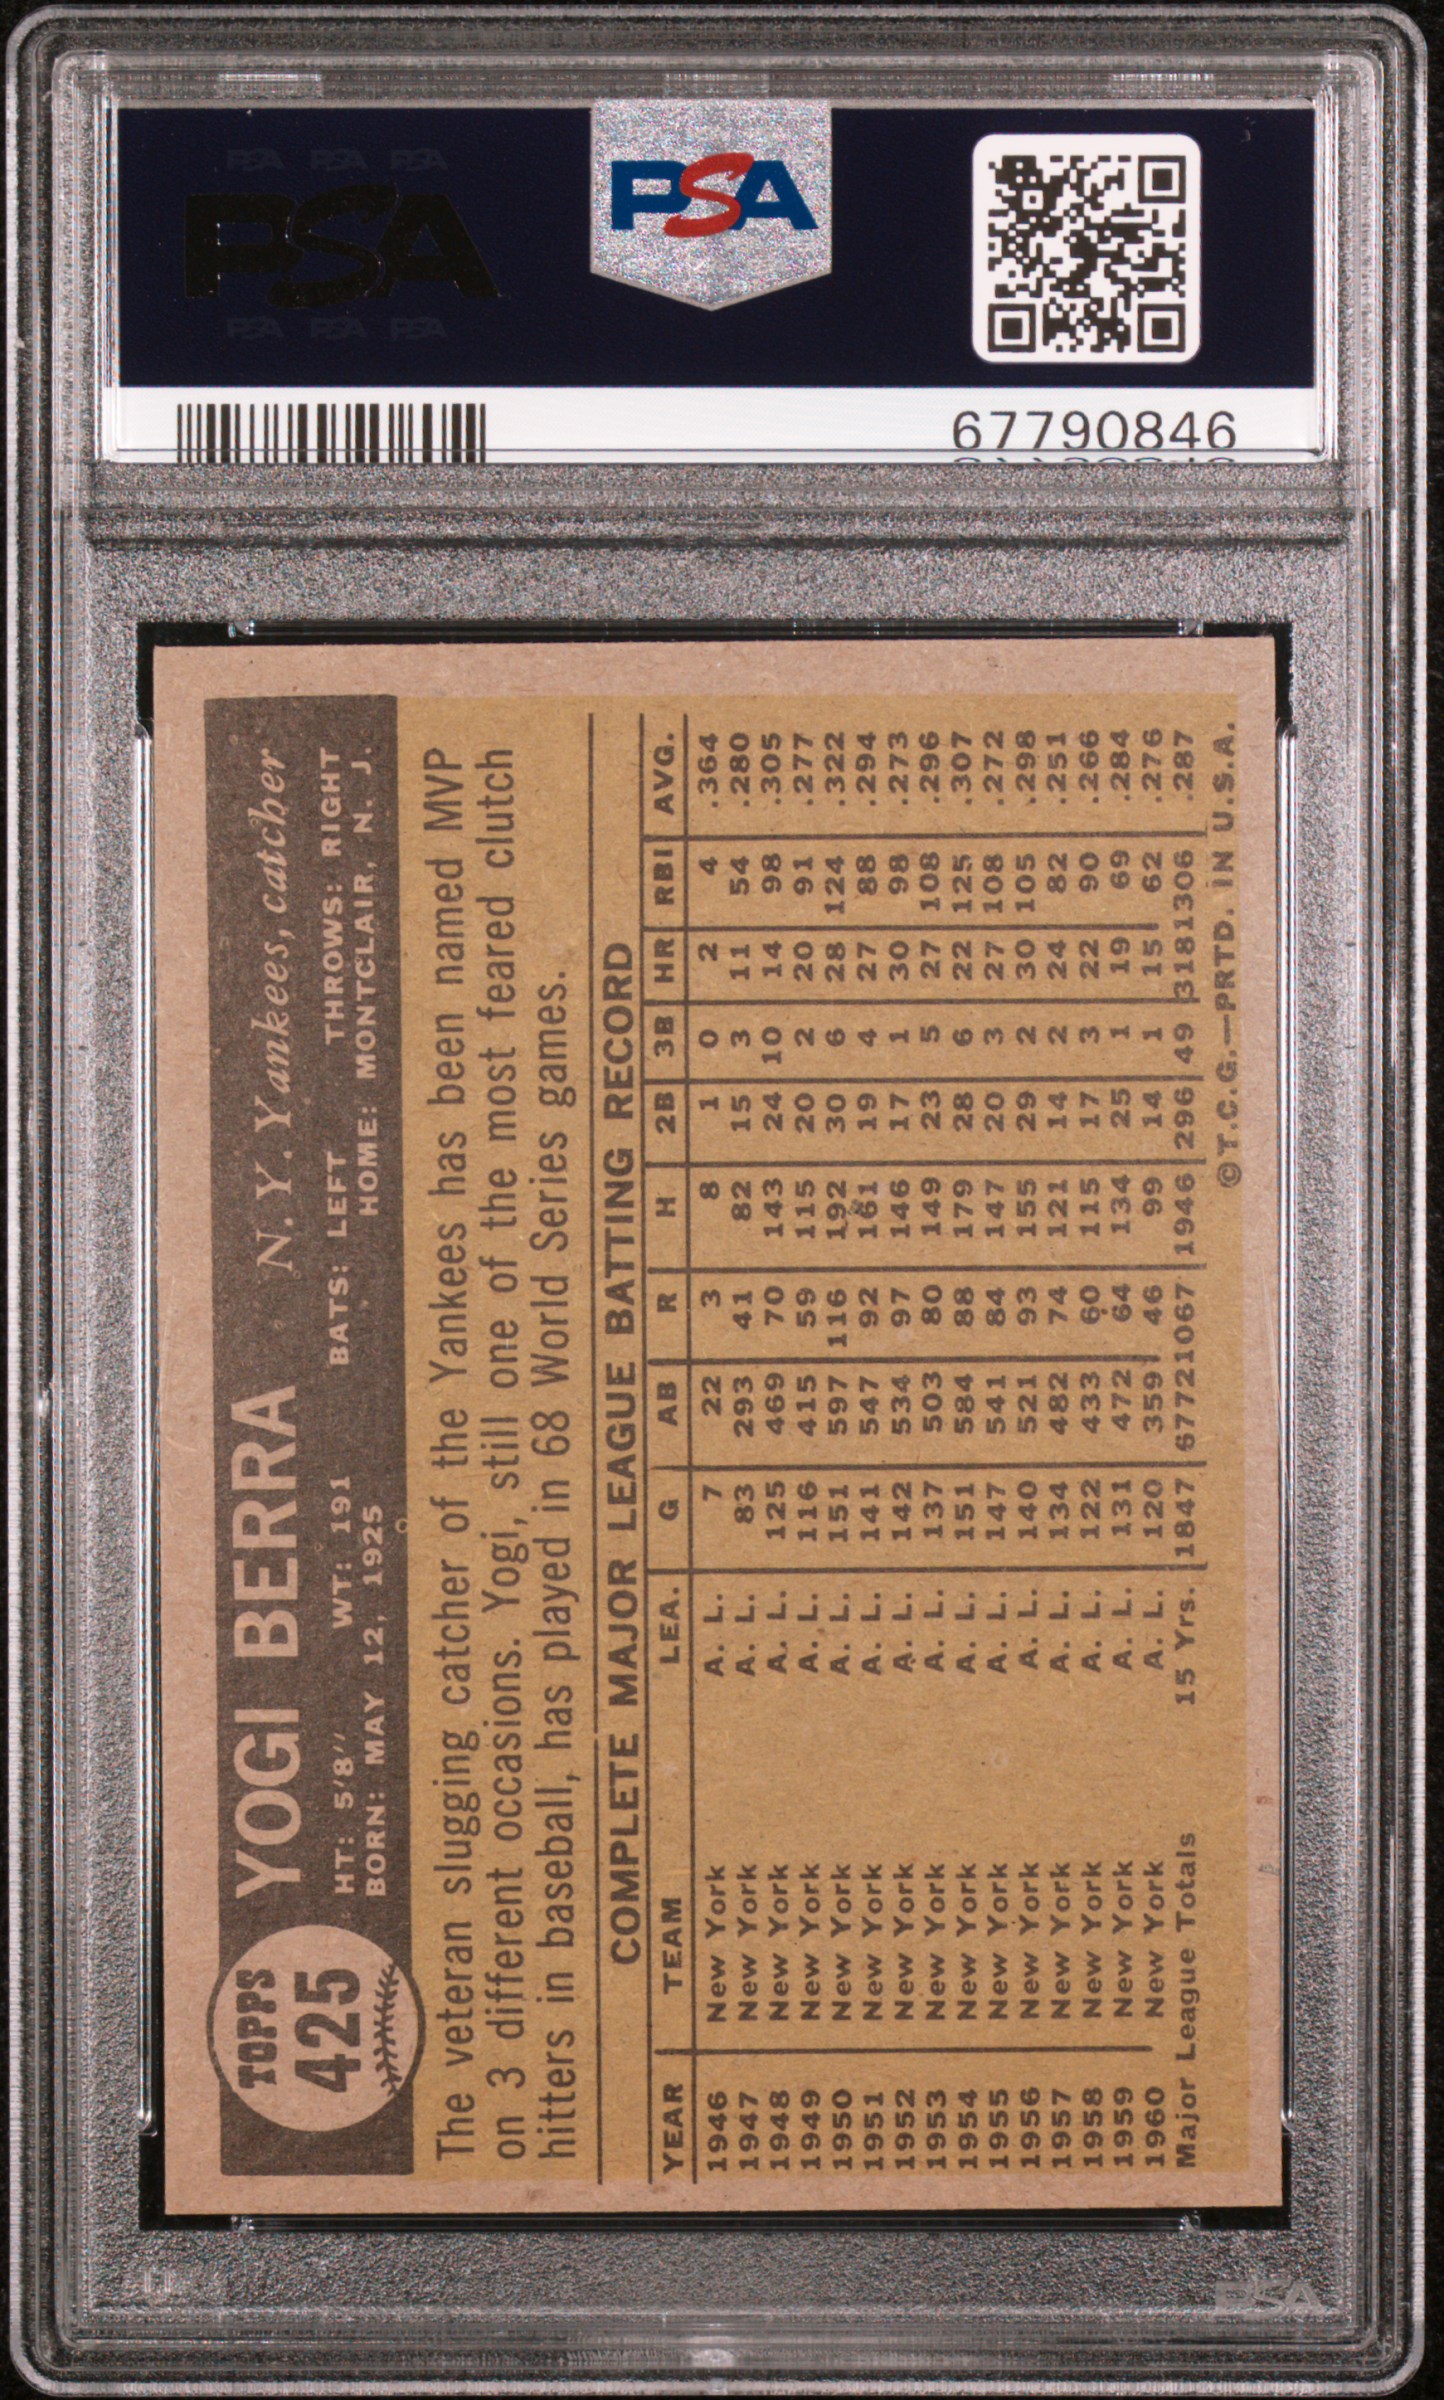 PSA PSA PSA
PSA
PSA PSA PSA
PSA
67790846
TOPPS
425
YOGI BERRA N. Y. Yankees, catcher
HT: 5'8" WT: 191 BATS: LEFT THROWS: RIGHT
BORN: MAY 12, 1925 HOME: MONTCLAIR, N. J.
The veteran slugging catcher of the Yankees has been named MVP
on 3 different occasions. Yogi, still one of the most feared clutch
hitters in baseball, has played in 68 World Series games.
COMPLETE MAJOR LEAGUE BATTING RECORD
YEAR TEAM LEA. G AB R H 2B 3B HR RBI AVG.
1946 New York A. L. 7 22 3 8 1 0 2 4 .364
1947 New York A. L. 83 293 41 82 15 3 11 54 .280
1948 New York A. L. 125 469 70 143 24 10 14 98 .305
1949 New York A. L. 116 415 59 115 20 2 20 91 .277
1950 New York A. L. 151 597 116 192 30 6 28 124 .322
1951 New York A. L. 141 547 92 161 19 4 27 88 .294
1952 New York A. L. 142 534 97 146 17 1 30 98 .273
1953 New York A. L. 137 503 80 149 23 5 27 108 .296
1954 New York A. L. 151 584 88 179 28 6 22 125 .307
1955 New York A. L. 147 541 84 147 20 3 27 108 .272
1956 New York A. L. 140 521 93 155 29 2 30 105 .298
1957 New York A. L. 134 482 74 121 14 2 24 82 .251
1958 New York A. L. 122 433 60 115 17 3 22 90 .266
1959 New York A. L. 131 472 64 134 25 1 19 69 .284
1960 New York A. L. 120 359 46 99 14 1 15 62 .276
Major League Totals 15 Yrs. 1847 6772 1067 1946 296 49 318 1306 .287
©T.C.G.—PRTD. IN U.S.A.
PSA